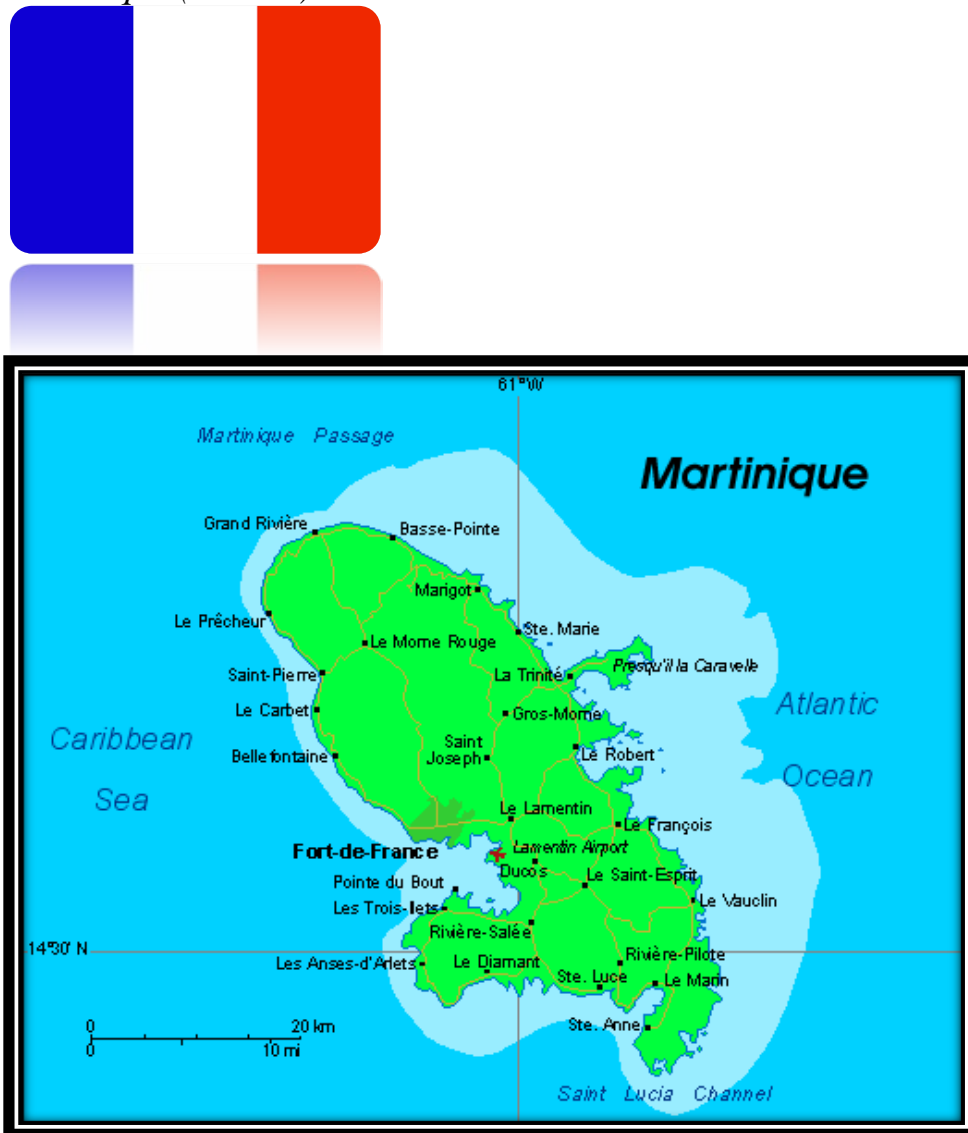 61°W
Martinique Passage
Martinique
Grand Rivière
Basse-Pointe
Marigot
Le Prêcheur
Ste. Marie
Le Morne Rouge
Saint-Pierre
La Trinité
Presqu'il la Caravelle
Le Carbet
Gros-Morne
Atlantic
Ocean
Caribbean
Sea
Bellefontaine
Saint
Joseph
Le Robert
Le Lamentin
Le François
Fort-de-France
Lamentin Airport
Ducos
Pointe du Bout
Le Saint-Esprit
Les Trois-Ilets
Le Vauclin
Rivière-Salée
14°30' N
Les Anses-d'Arlets
Le Diamant
Rivière-Pilote
Ste. Luce
Le Marin
Ste. Anne
0 20 km
0 10 mi
Saint Lucia Channel